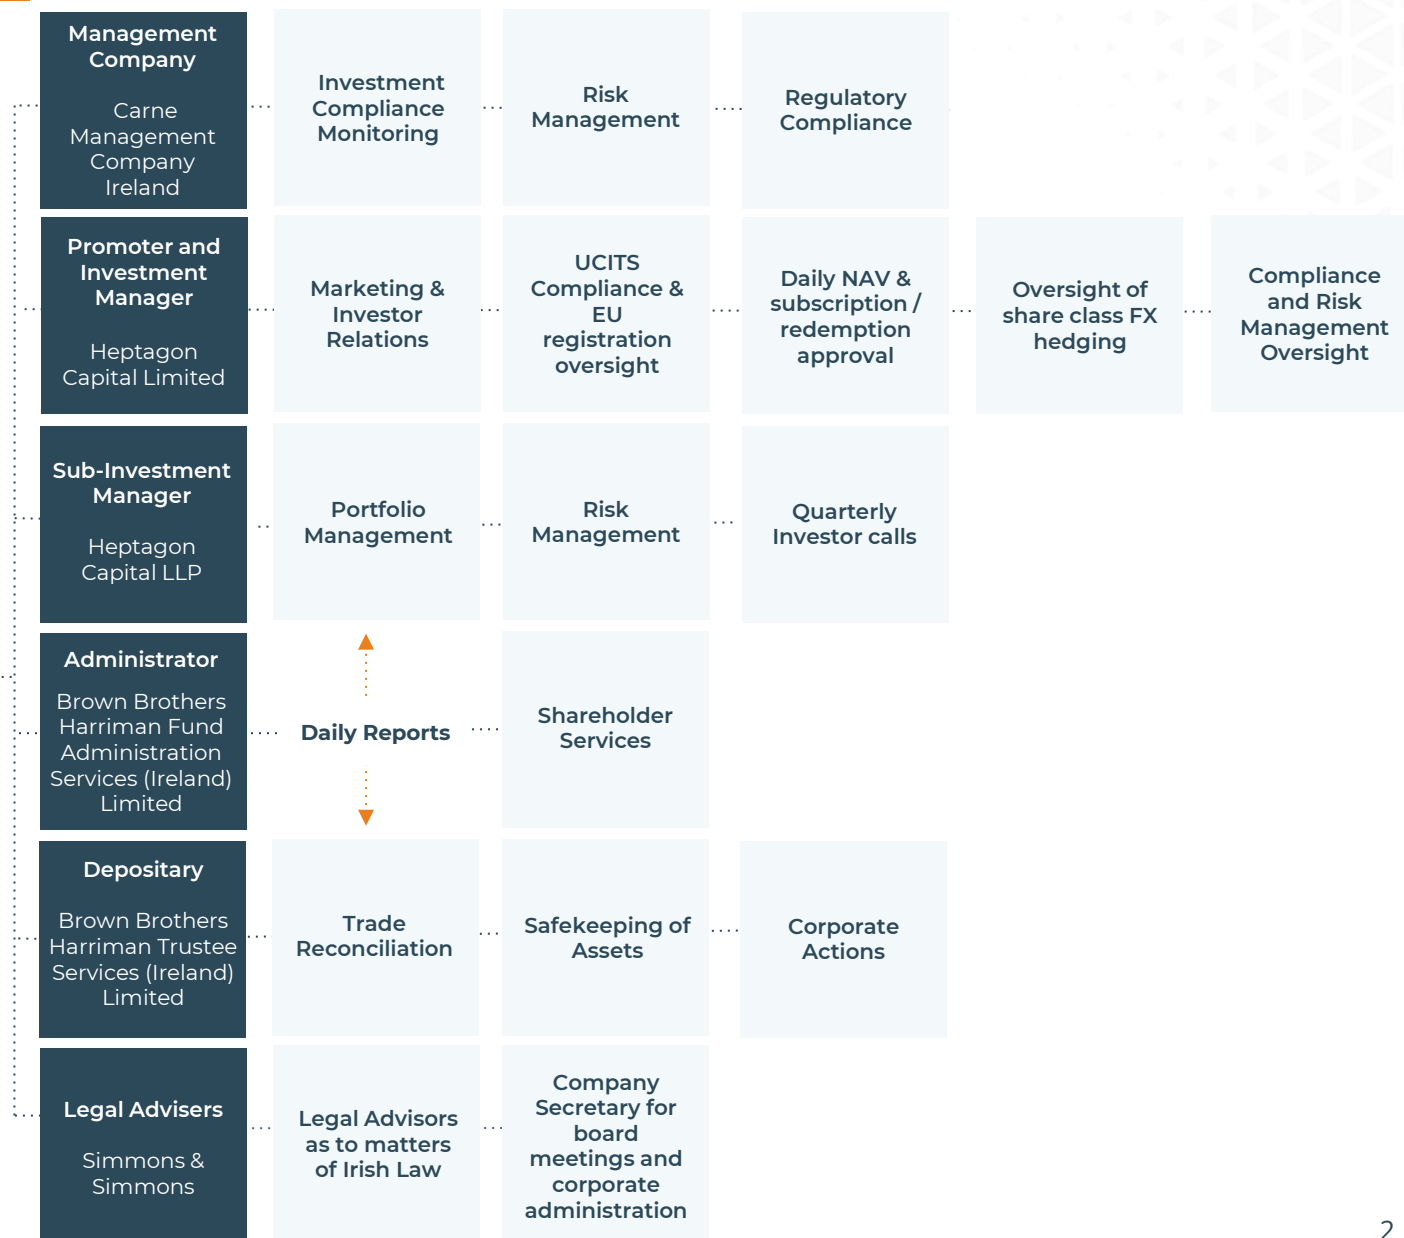 Management
Company
Carne
Management
Company
Ireland
Investment
Compliance
Monitoring
Risk
Management
Regulatory
Compliance
Promoter and
Investment
Manager
Heptagon
Capital Limited
Marketing &
Investor
Relations
UCITS
Compliance &
EU
registration
oversight
Daily NAV &
subscription /
redemption
approval
Oversight of
share class FX
hedging
Compliance
and Risk
Management
Oversight
Sub-Investment
Manager
Heptagon
Capital LLP
Portfolio
Management
Risk
Management
Quarterly
Investor calls
Administrator
Brown Brothers
Harriman Fund
Administration
Services (Ireland)
Limited
Daily Reports
Shareholder
Services
Depositary
Brown Brothers
Harriman Trustee
Services (Ireland)
Limited
Trade
Reconciliation
Safekeeping of
Assets
Corporate
Actions
Legal Advisers
Simmons &
Simmons
Legal Advisors
as to matters
of Irish Law
Company
Secretary for
board
meetings and
corporate
administration
2